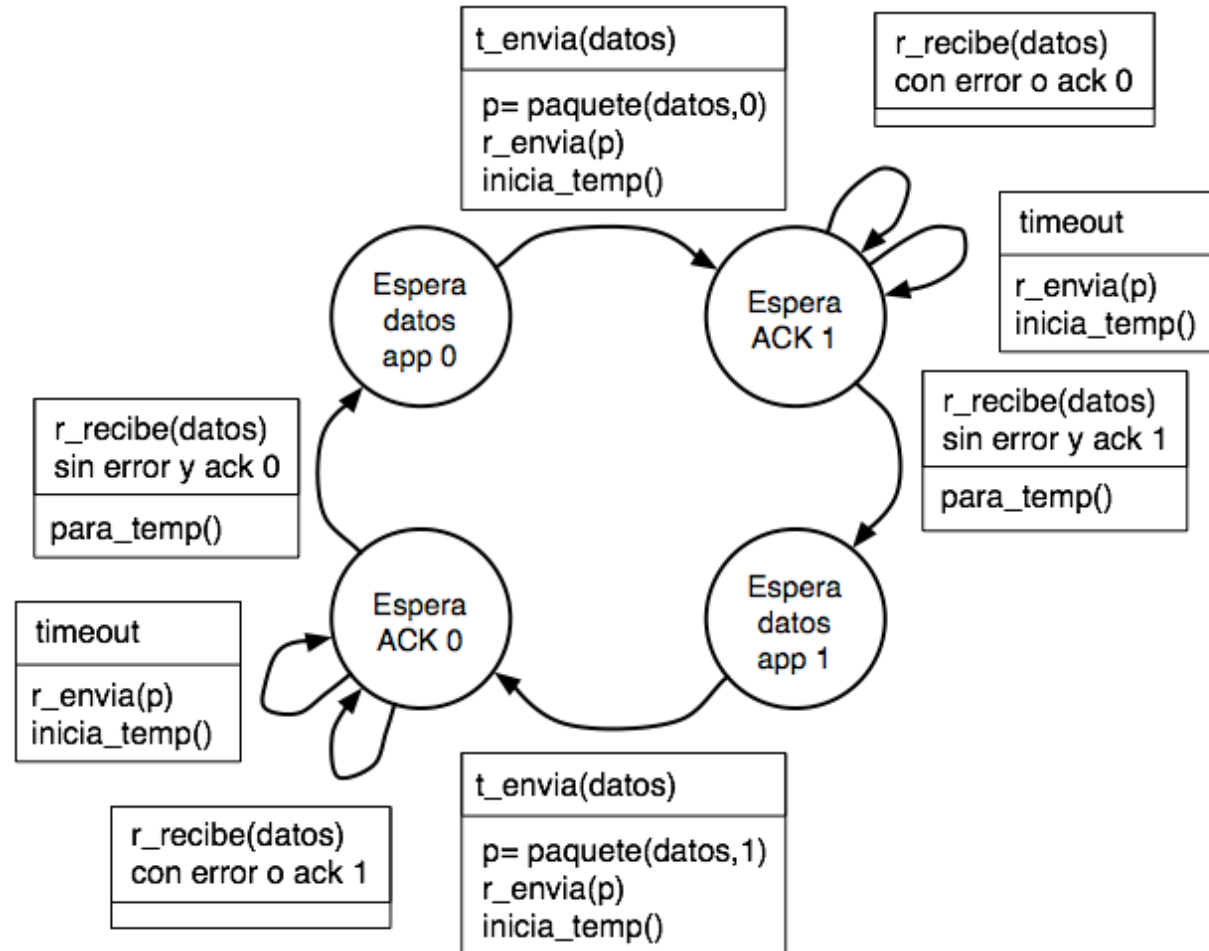 t_envia(datos)
p= paquete(datos,0)
r_envia(p)
inicia_temp()
r_recibe(datos)
con error o ack 0
timeout
r_envia(p)
inicia_temp()
Espera
datos
app 0
Espera
ACK 1
r_recibe(datos)
sin error y ack 0
para_temp()
r_recibe(datos)
sin error y ack 1
para_temp()
Espera
ACK 0
Espera
datos
app 1
timeout
r_envia(p)
inicia_temp()
r_recibe(datos)
con error o ack 1
t_envia(datos)
p= paquete(datos,1)
r_envia(p)
inicia_temp()